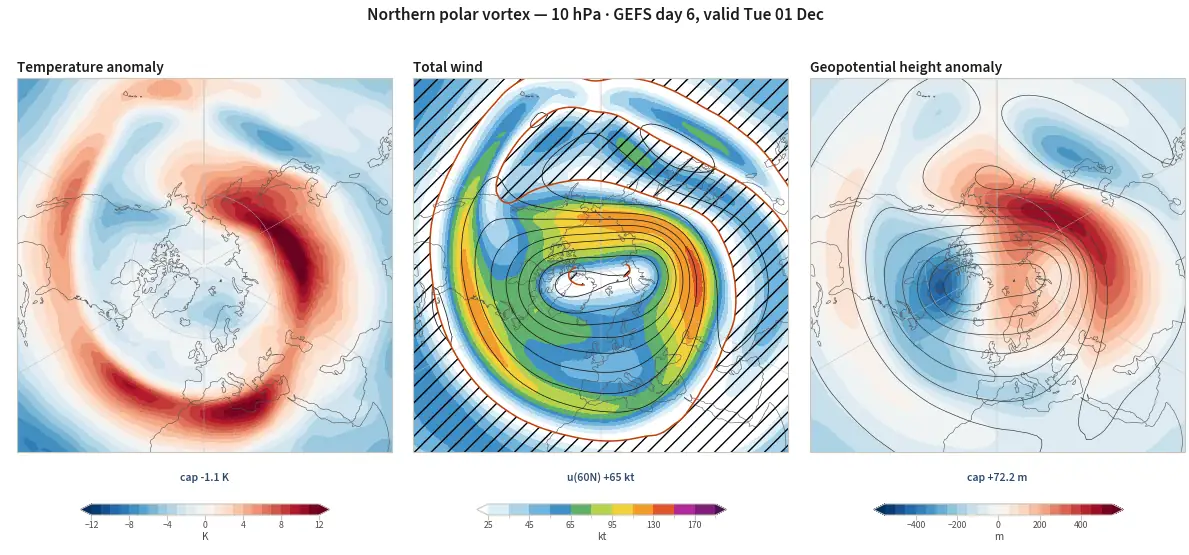 Northern polar vortex — 10 hPa · GEFS day 6, valid Tue 01 Dec
Temperature anomaly
Total wind
Geopotential height anomaly
cap -1.1 K
u(60N) +65 kt
cap +72.2 m
−12 −8 −4 0 4 8 12
K
25 45 65 95 130 170
kt
−400 −200 0 200 400
m